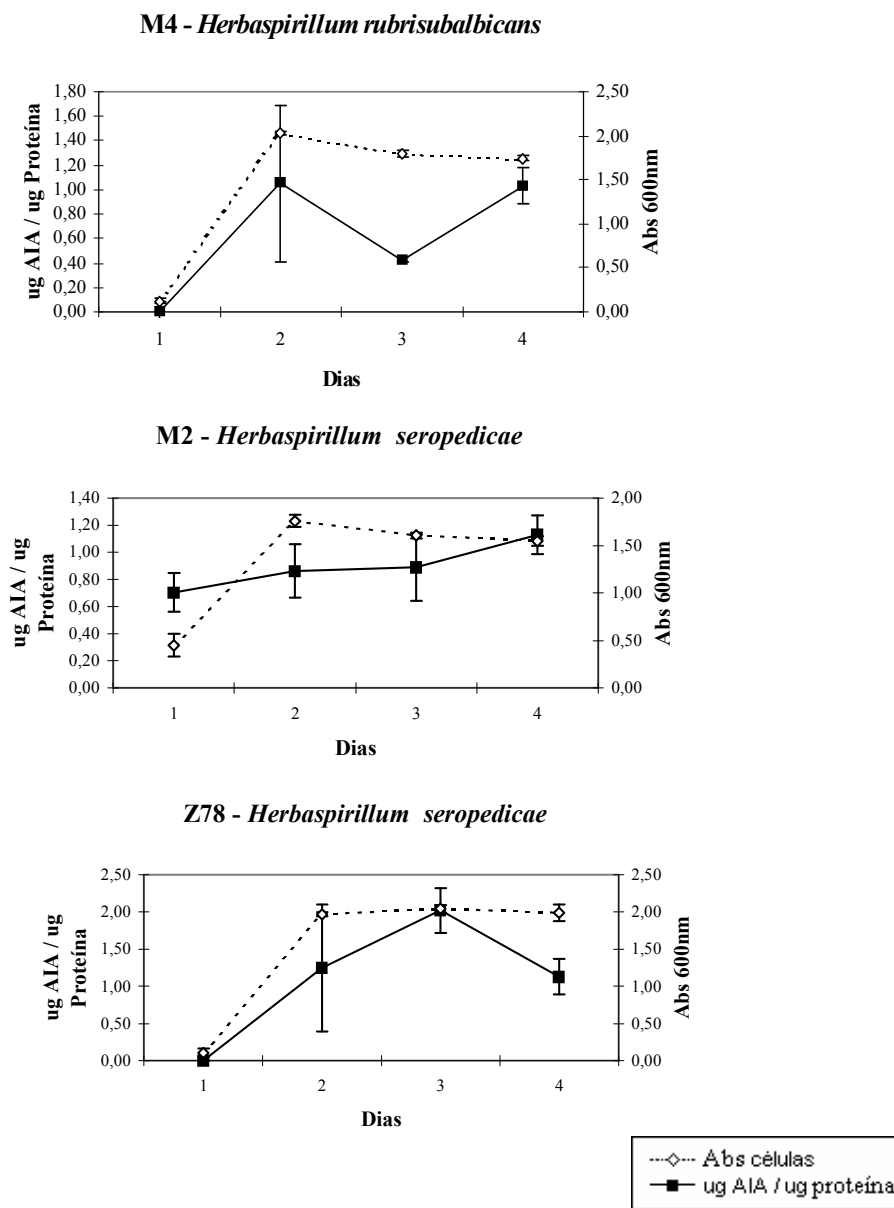 M4 - Herbaspirillum rubrisubalbicans
ug AIA / ug Proteína
1,80
1,60
1,40
1,20
1,00
0,80
0,60
0,40
0,20
0,00
2,50
2,00
1,50
1,00
0,50
0,00
Abs 600nm
1 2 3 4
Dias
M2 - Herbaspirillum seropedicae
ug AIA / ug
Proteína
1,40
1,20
1,00
0,80
0,60
0,40
0,20
0,00
2,00
1,50
1,00
0,50
0,00
Abs 600nm
1 2 3 4
Dias
Z78 - Herbaspirillum seropedicae
ug AIA / ug
Proteína
2,50
2,00
1,50
1,00
0,50
0,00
2,50
2,00
1,50
1,00
0,50
0,00
Abs 600nm
1 2 3 4
Dias
Abs células
ug AIA / ug proteína